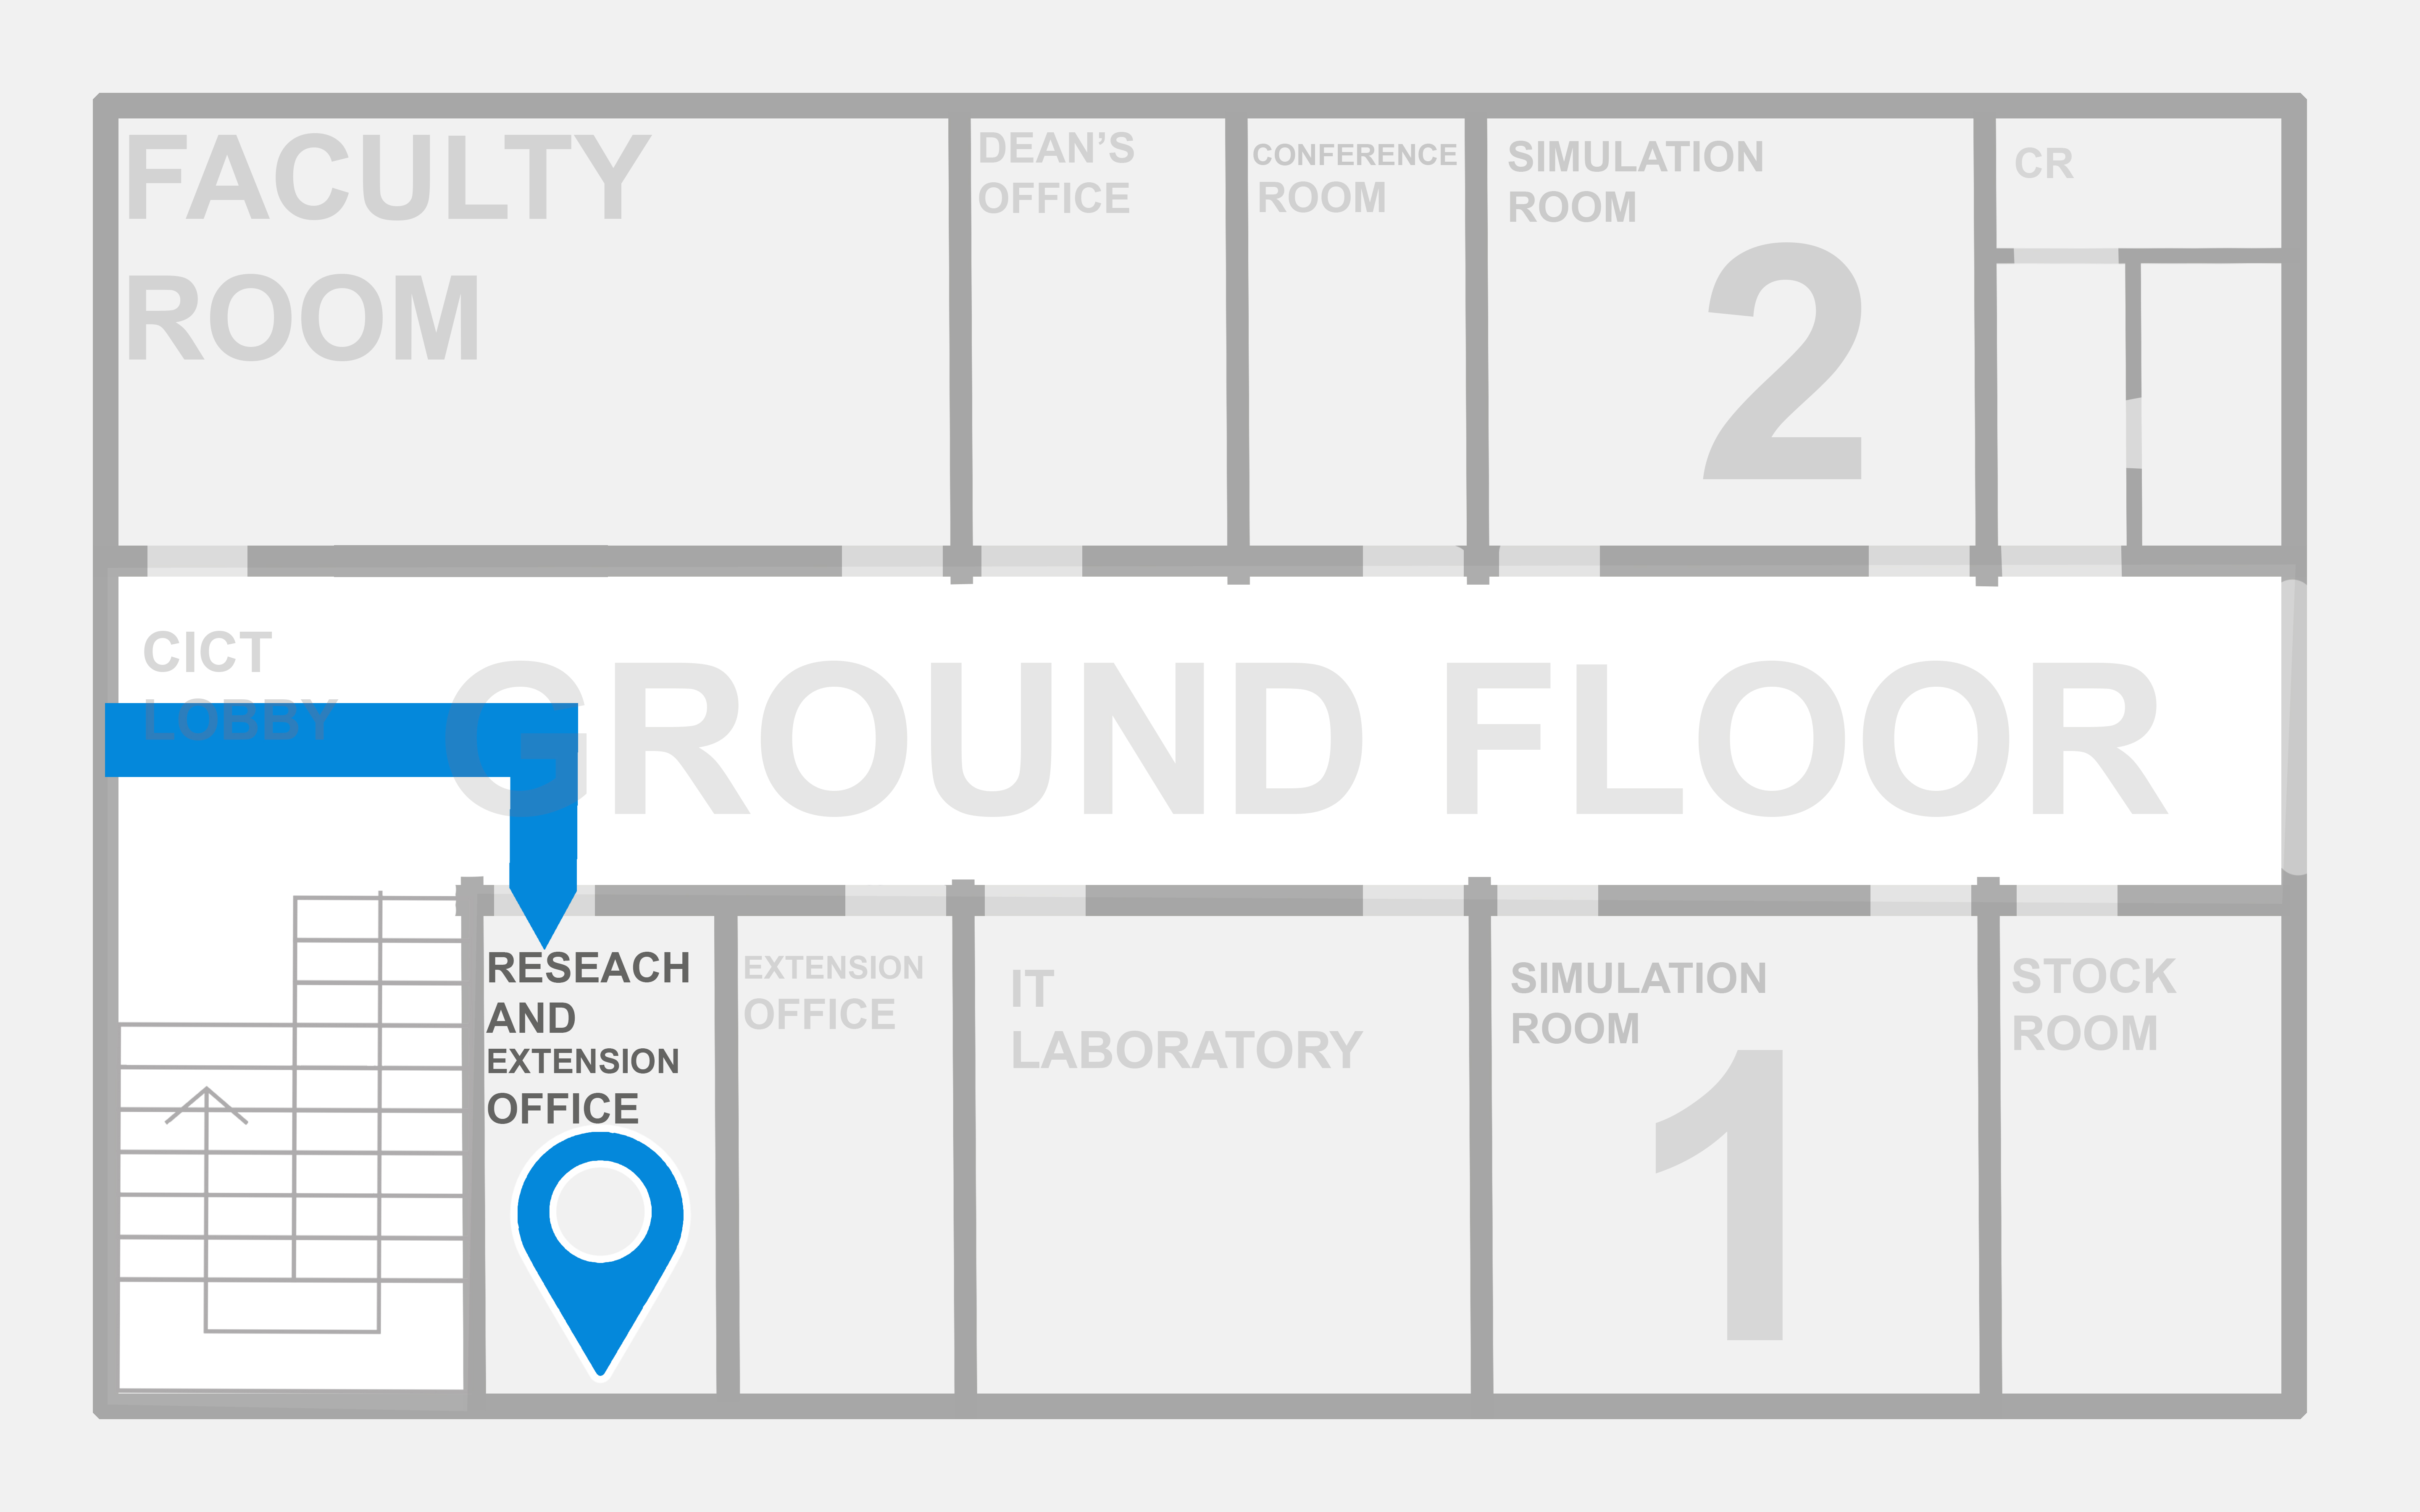 FACULTY
ROOM
DEAN'S
OFFICE
CONFERENCE
ROOM
SIMULATION
ROOM
2
CR
CICT
LOBBY
GROUND FLOOR
RESEACH
AND
EXTENSION
OFFICE
EXTENSION
OFFICE
IT
LABORATORY
SIMULATION
ROOM
1
STOCK
ROOM